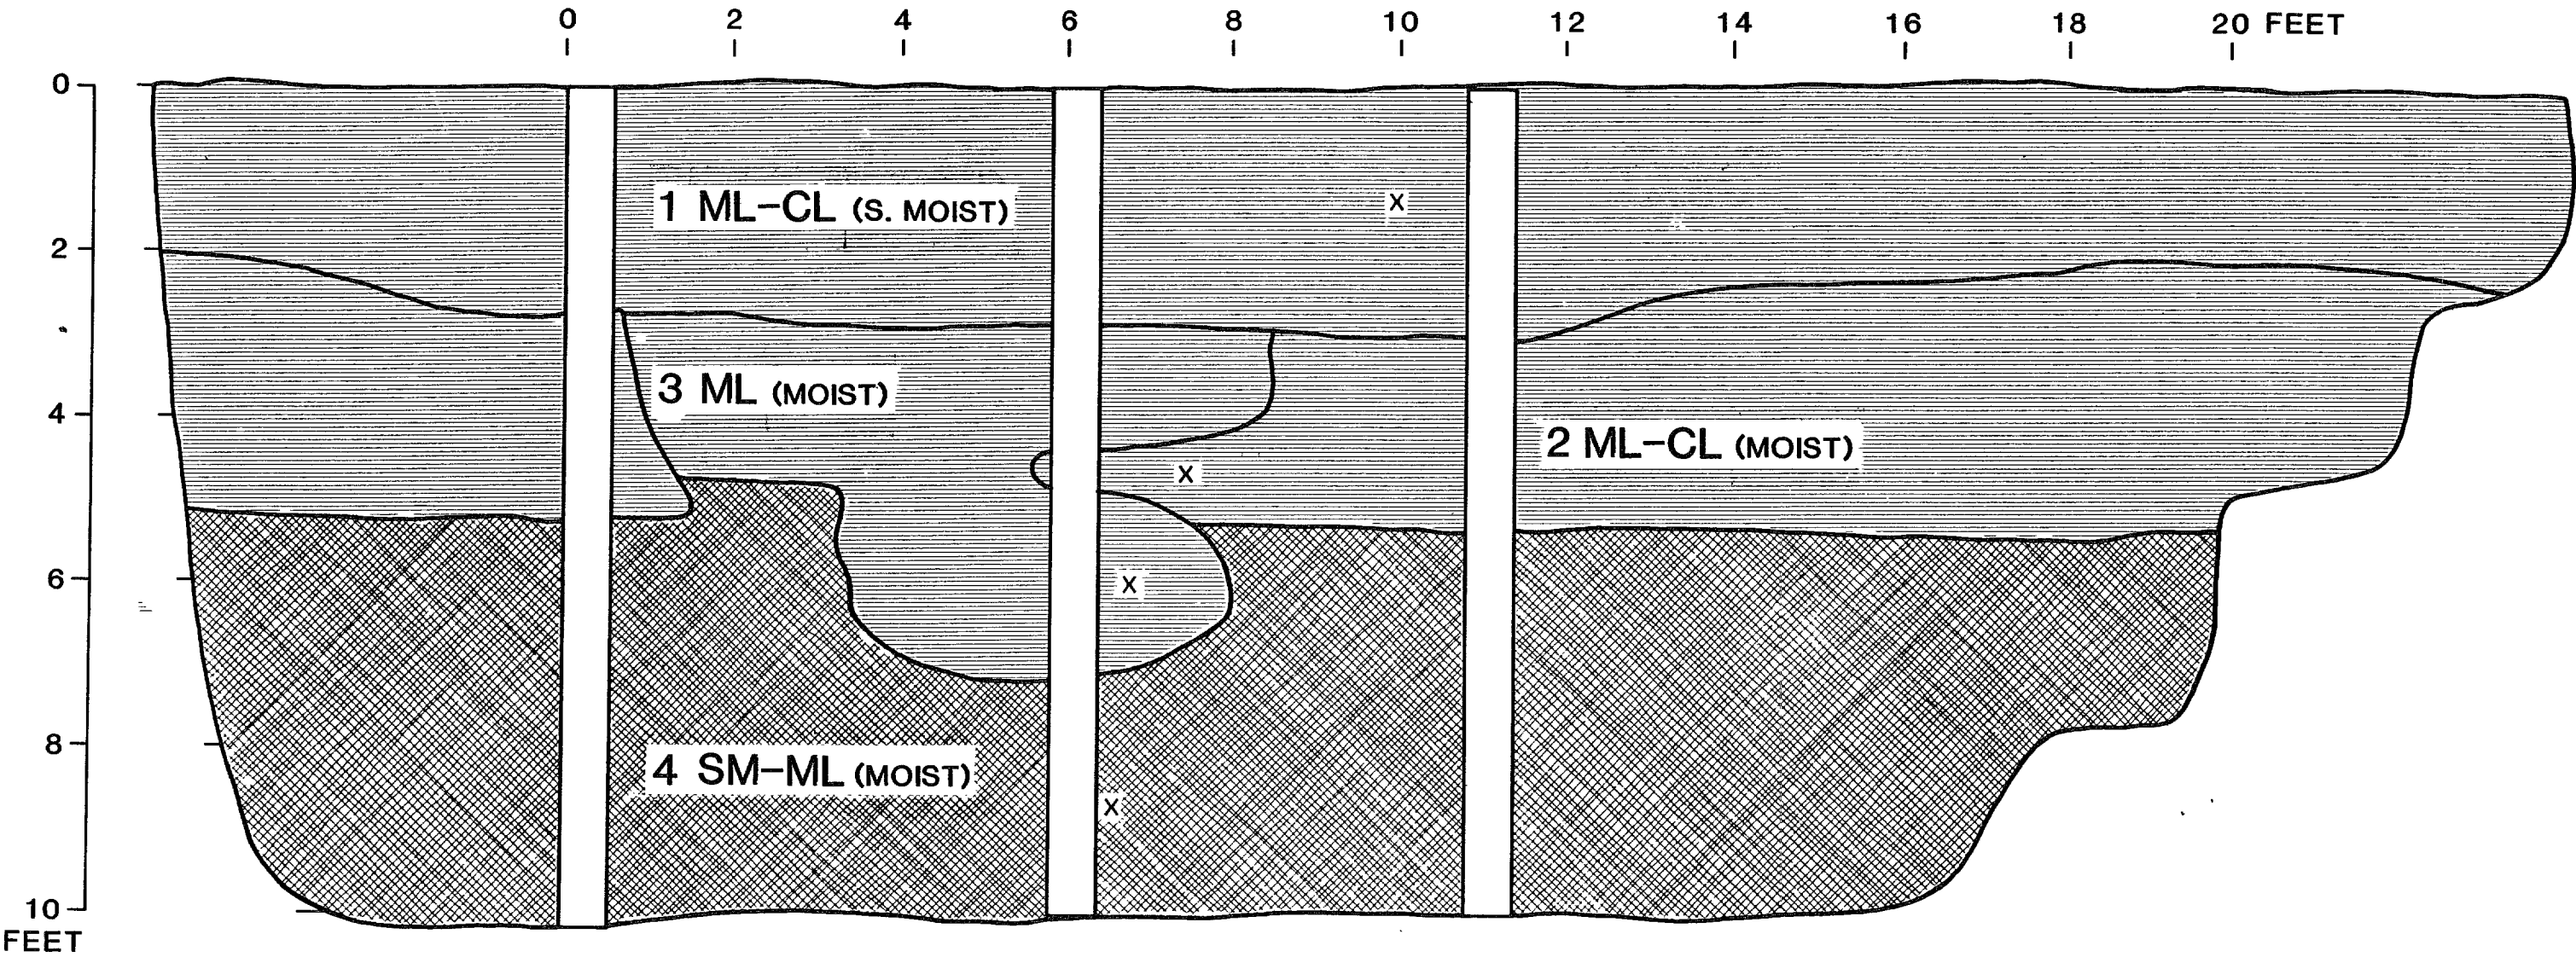 0 2 4 6 8 10 12 14 16 18 20 FEET
0
1 ML-CL (S. MOIST)
X
2
3 ML (MOIST)
4
2 ML-CL (MOIST)
X
6
X
8
4 SM-ML (MOIST)
X
10
FEET